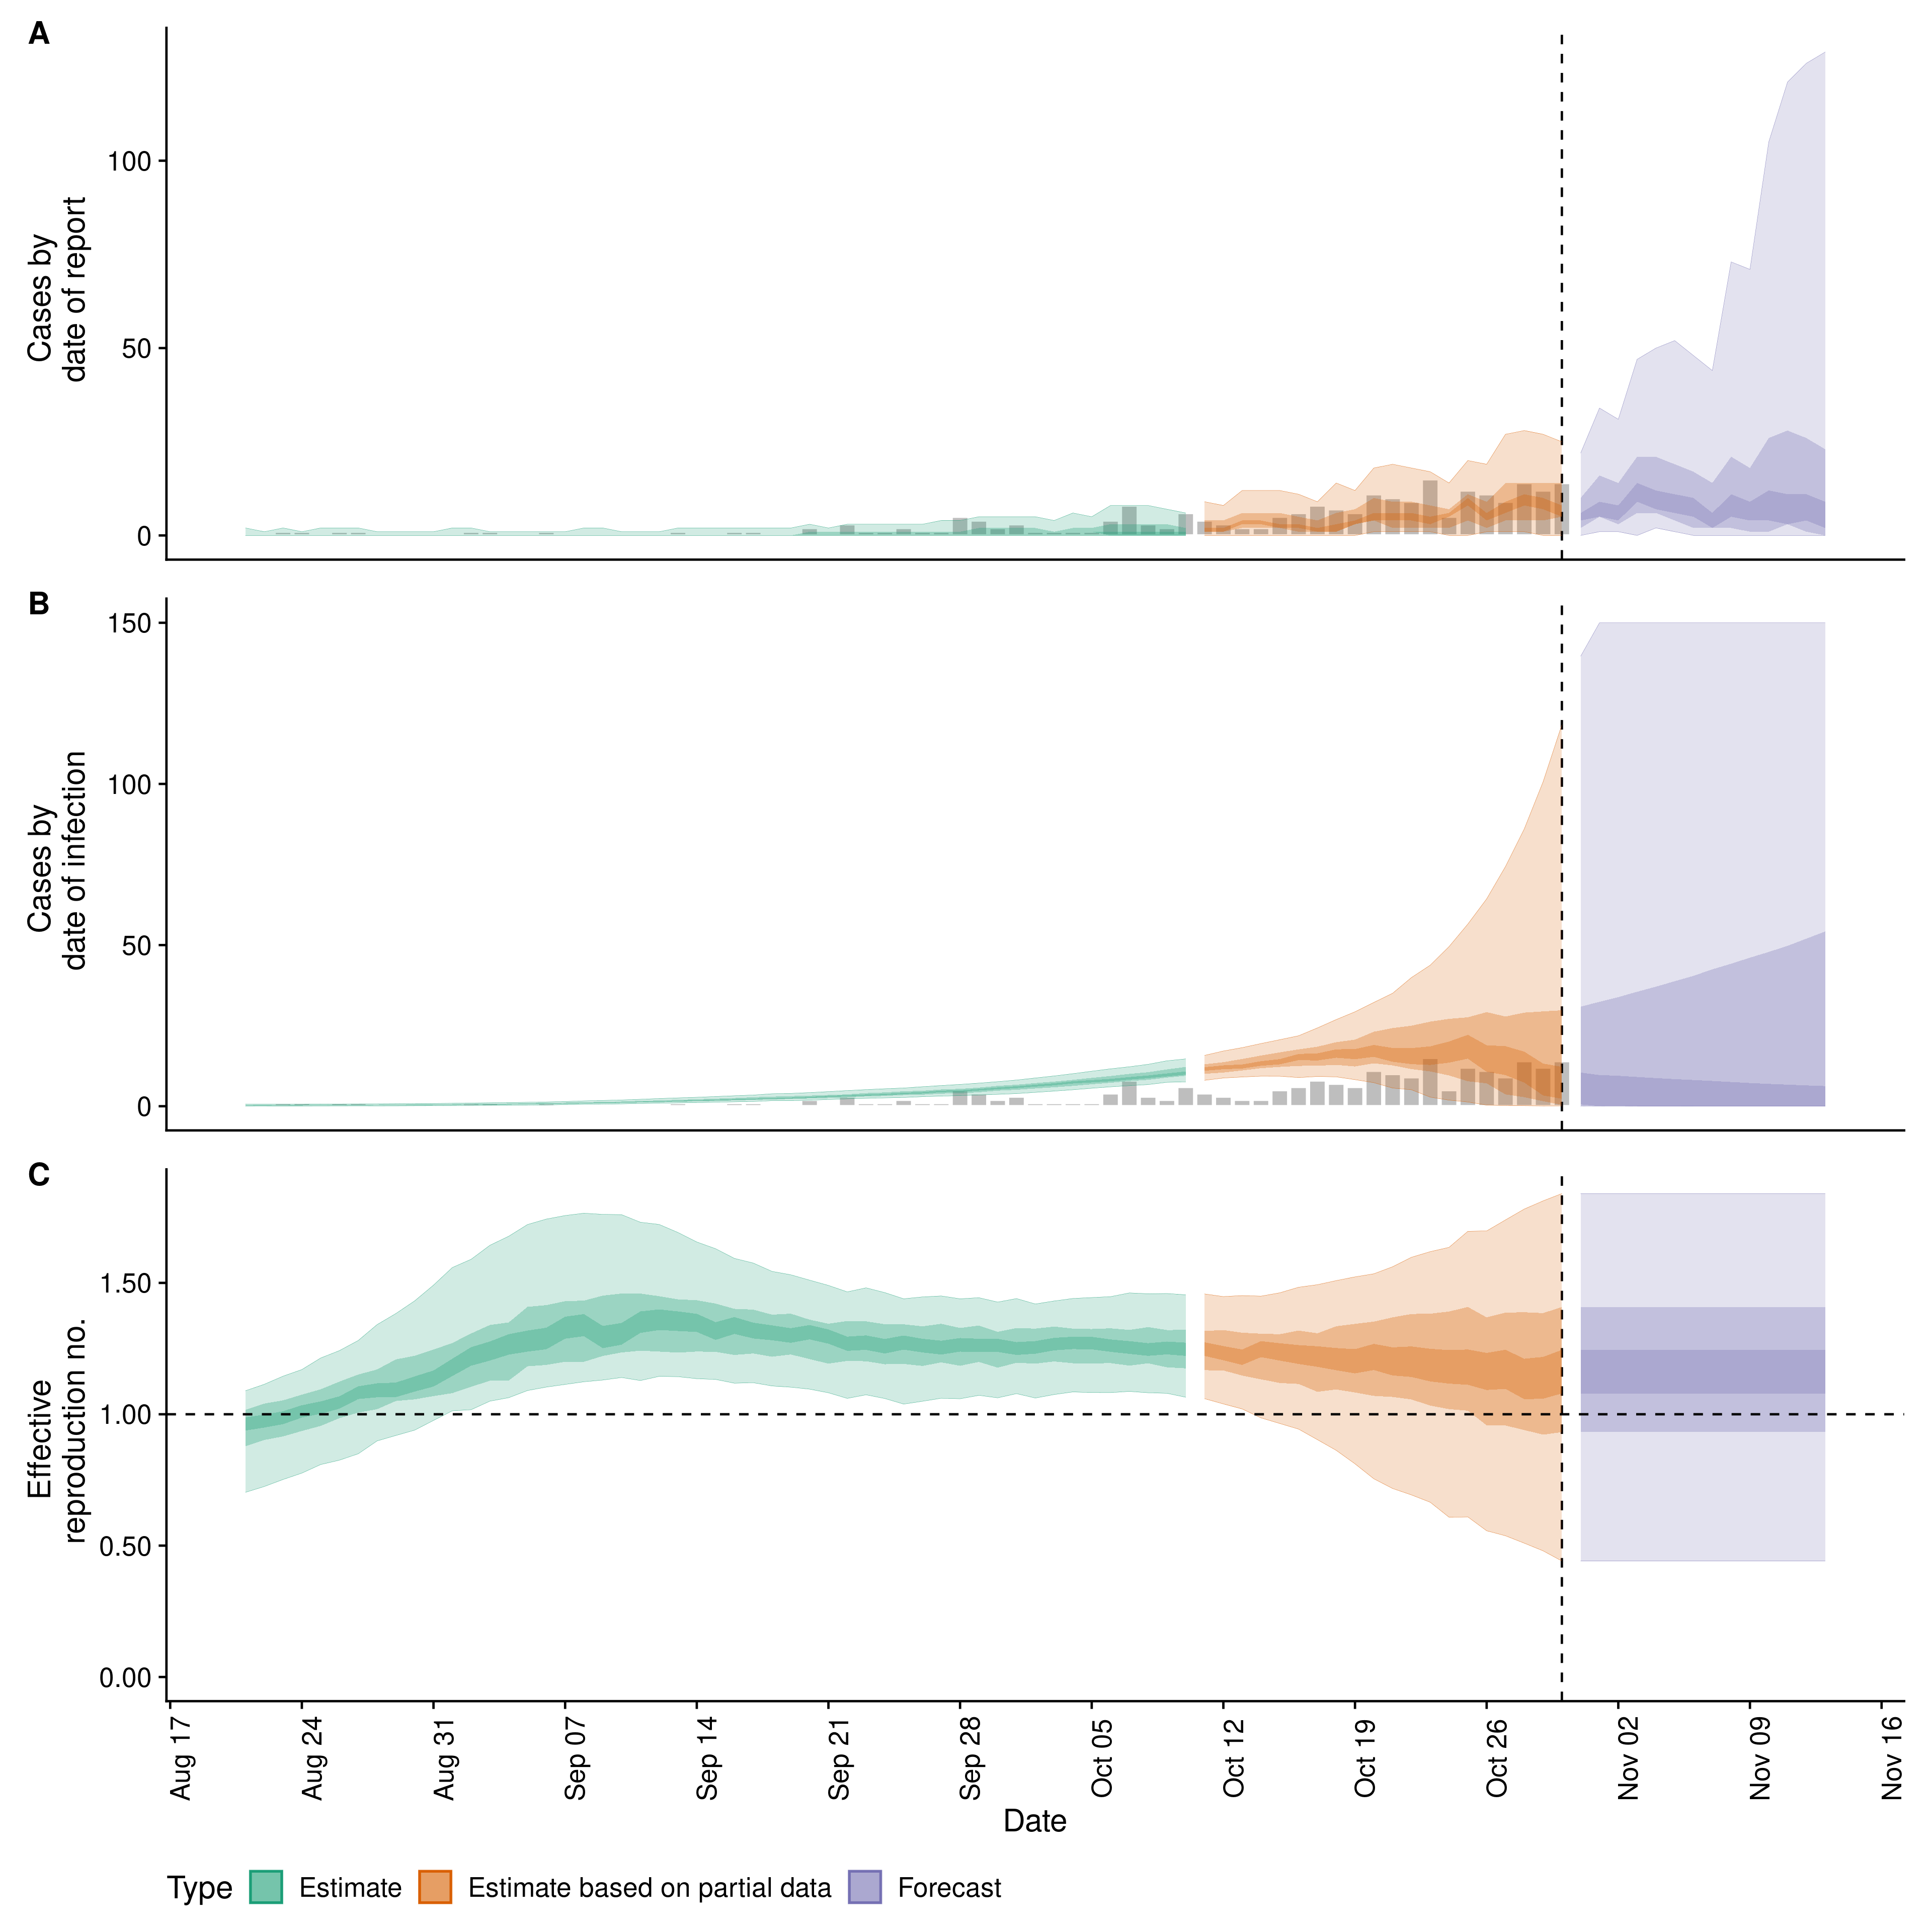 A
Cases by
date of report
100
50
0
B
Cases by
date of infection
150
100
50
0
C
Effective
reproduction no.
1.50
1.00
0.50
0.00
Aug 17
Aug 24
Aug 31
Sep 07
Sep 14
Sep 21
Sep 28
Oct 05
Oct 12
Oct 19
Oct 26
Nov 02
Nov 09
Nov 16
Date
Type Estimate Estimate based on partial data Forecast